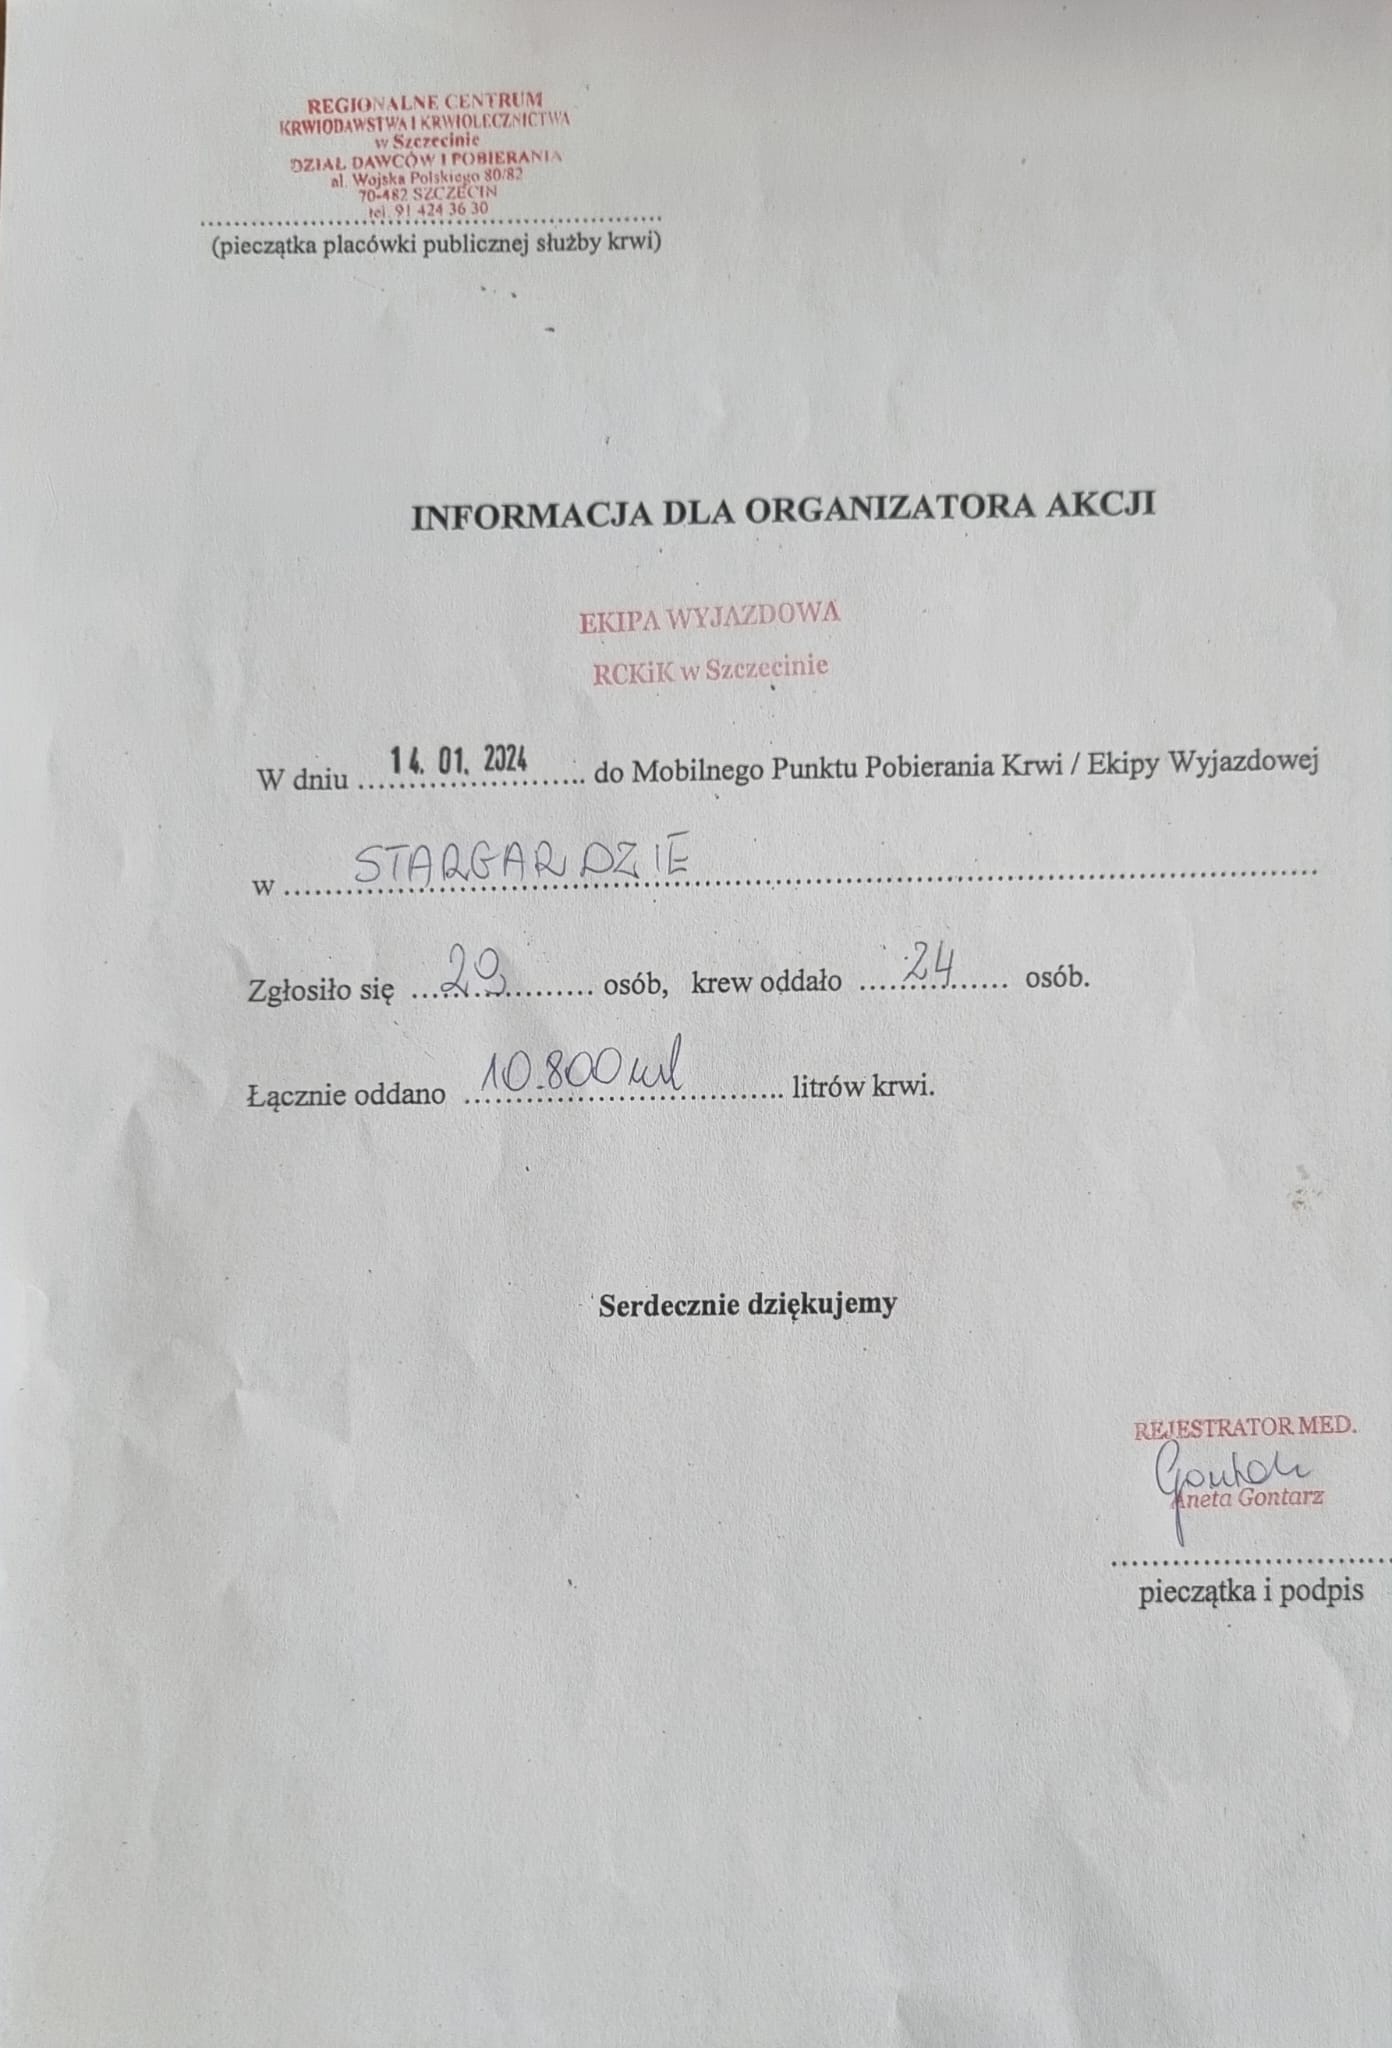 REGIONALNE CENTRUM
KRWIODAWSTWA I KRWIOLECZNICTWA
w Szczecinie
DZIAŁ DAWCÓW I POBIERANIA
al. Wojska Polskiego 80/82
70-482 SZCZECIN
tel. 91 424 36 30
(pieczątka placówki publicznej służby krwi)
INFORMACJA DLA ORGANIZATORA AKCJI
EKIPA WYJAZDOWA
RCKiK w Szczecinie
W dniu 14. 01. 2024 do Mobilnego Punktu Pobierania Krwi / Ekipy Wyjazdowej
w STARGARDZIE
Zgłosiło się 29 osób, krew oddało 24 osób.
Łącznie oddano 10.800 ml litrów krwi.
Serdecznie dziękujemy
REJESTRATOR MED.
Aneta Gontarz
pieczątka i podpis